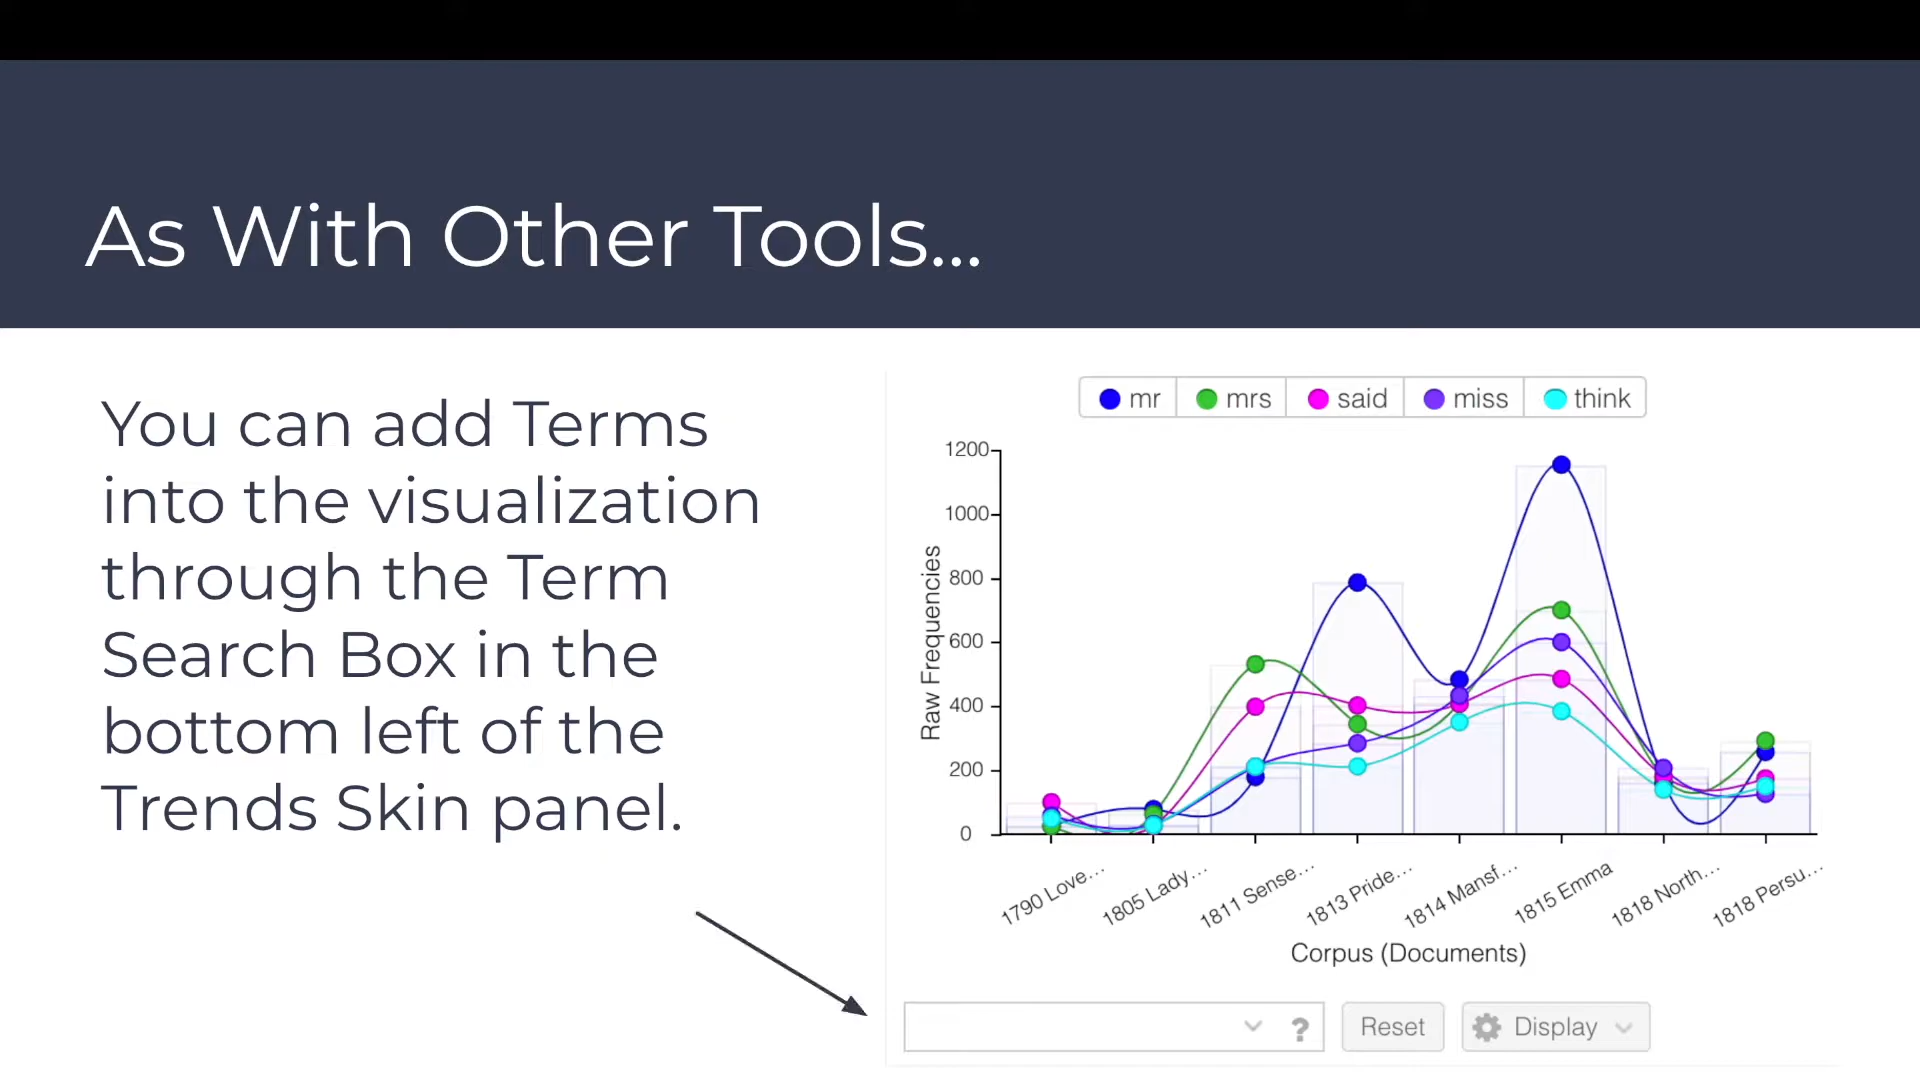 As With Other Tools...
You can add Terms
into the visualization
through the Term
Search Box in the
bottom left of the
Trends Skin panel.
mr mrs said miss think
1200
1000
800
600
400
200
0
Raw Frequencies
1790 Love...
1805 Lady...
1811 Sense...
1813 Pride...
1814 Mansf...
1815 Emma
1818 North...
1818 Persu...
Corpus (Documents)
? Reset Display